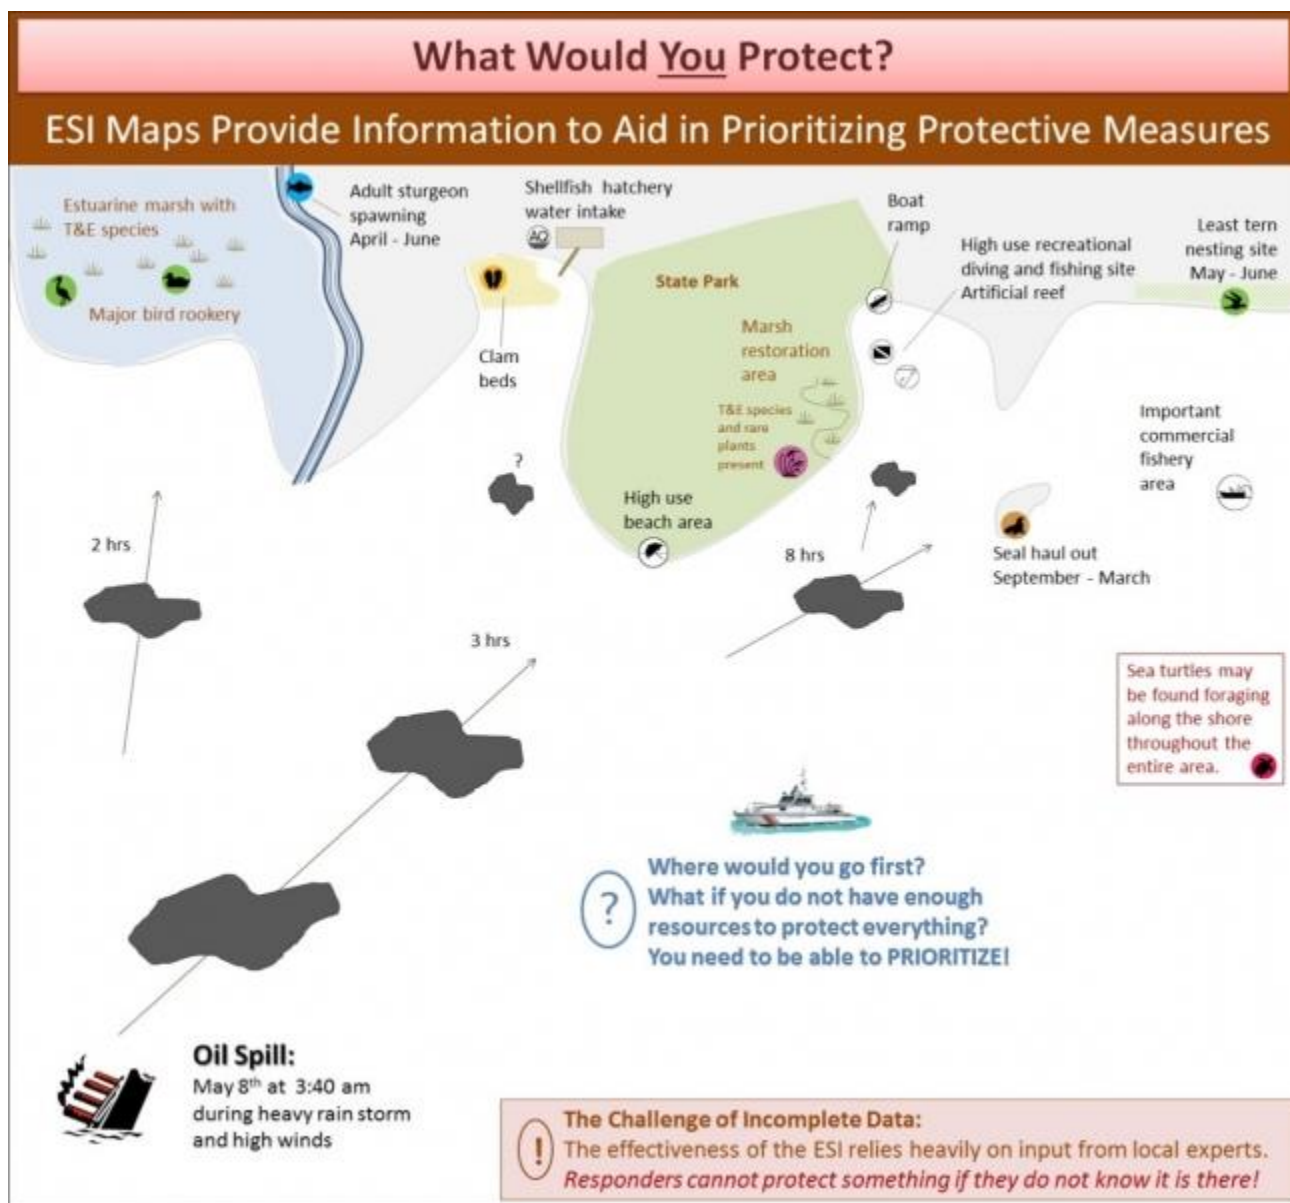 What Would You Protect?
ESI Maps Provide Information to Aid in Prioritizing Protective Measures
Estuarine marsh with
T&E species
Major bird rookery
Adult sturgeon
spawning
April - June
Shellfish hatchery
water intake
AQ
Clam
beds
State Park
Marsh
restoration
area
T&E species
and rare
plants
present
High use
beach area
Boat
ramp
High use recreational
diving and fishing site
Artificial reef
Least tern
nesting site
May - June
Important
commercial
fishery
area
Seal haul out
September - March
?
2 hrs
3 hrs
8 hrs
Sea turtles may
be found foraging
along the shore
throughout the
entire area.
?
Where would you go first?
What if you do not have enough
resources to protect everything?
You need to be able to PRIORITIZE!
Oil Spill:
May 8th at 3:40 am
during heavy rain storm
and high winds
!
The Challenge of Incomplete Data:
The effectiveness of the ESI relies heavily on input from local experts.
Responders cannot protect something if they do not know it is there!